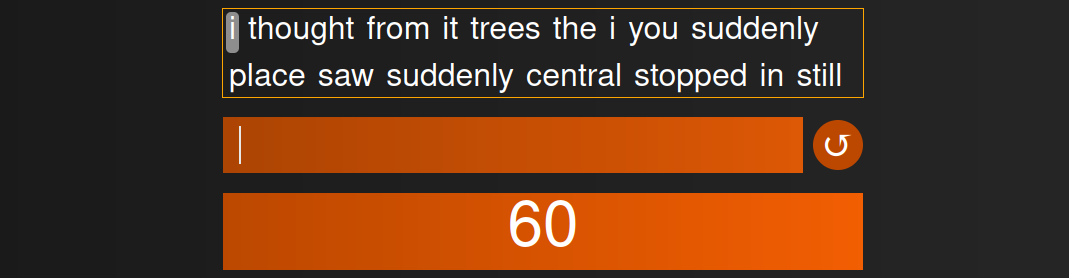 i thought from it trees the i you suddenly
place saw suddenly central stopped in still
↺
60